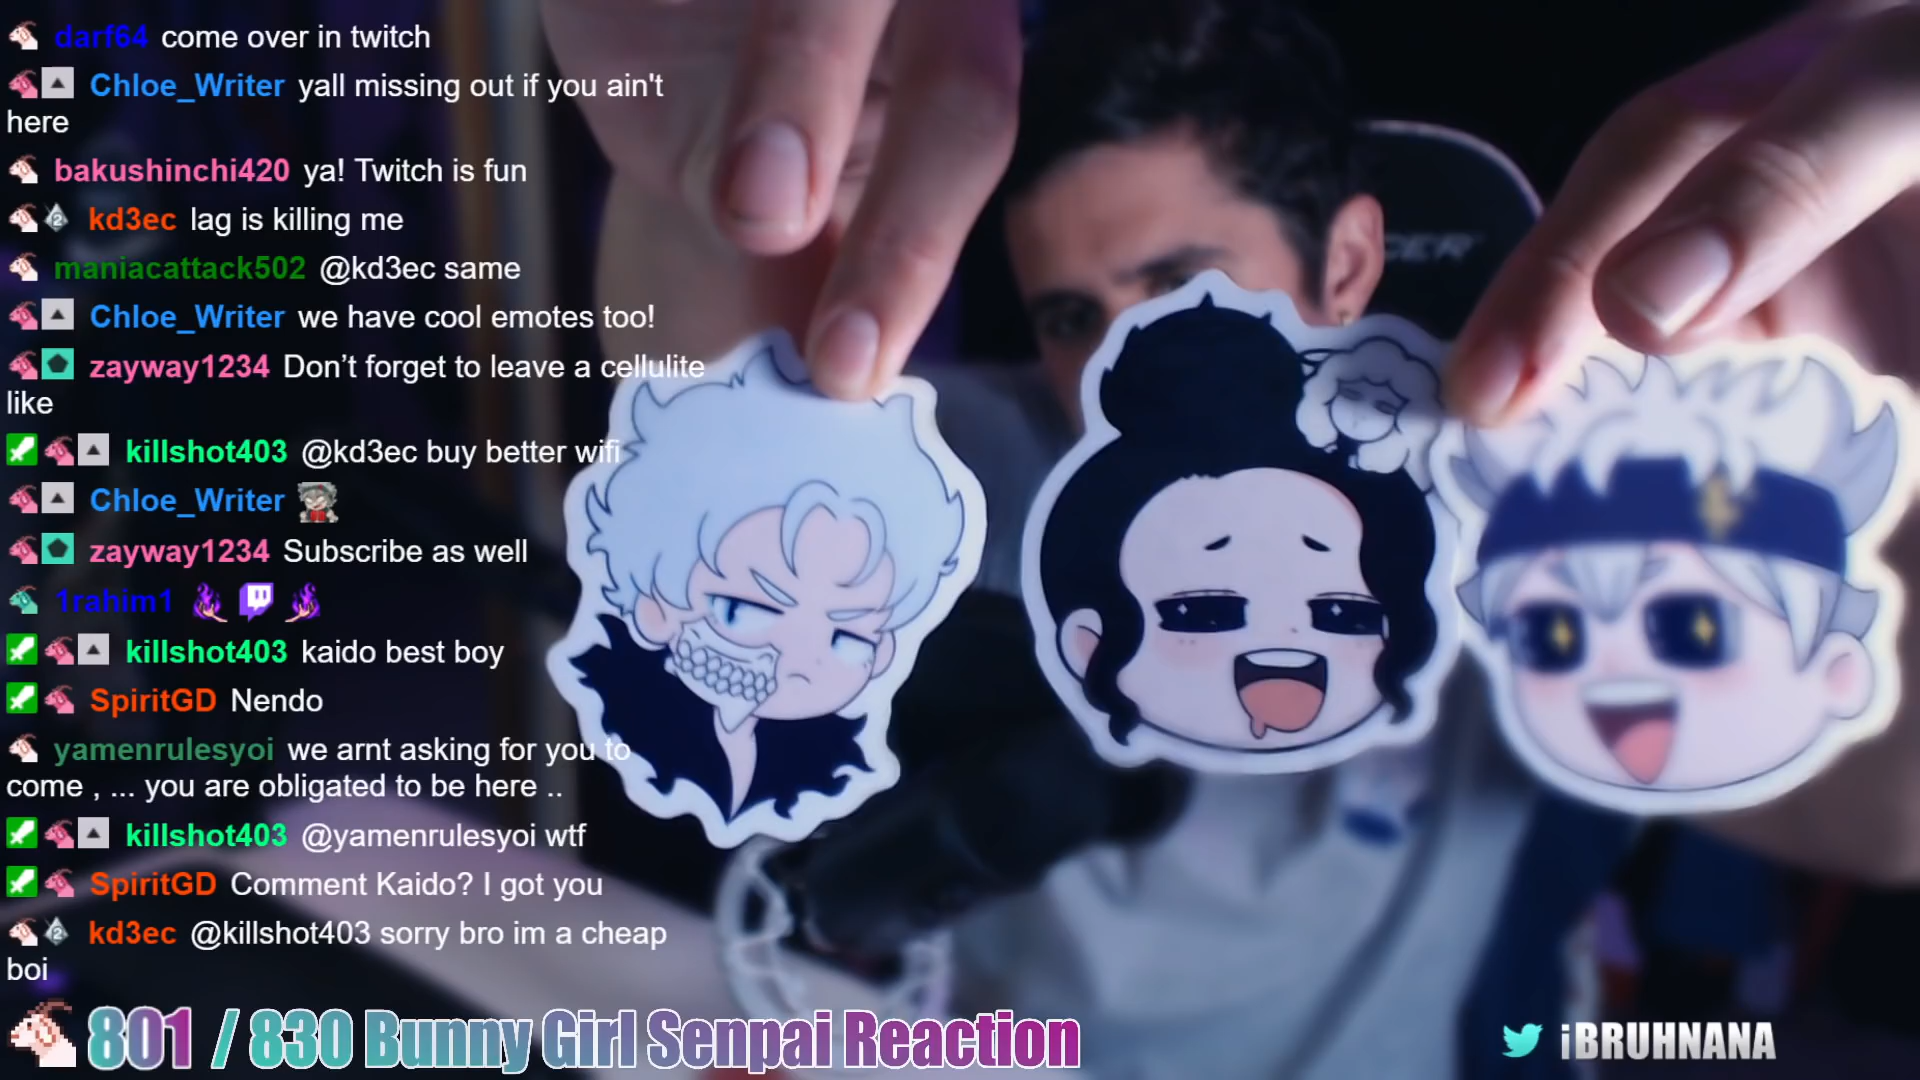 darf64 come over in twitch
Chloe_Writer yall missing out if you ain't
here
bakushinchi420 ya! Twitch is fun
kd3ec lag is killing me
maniacattack502 @kd3ec same
Chloe_Writer we have cool emotes too!
zayway1234 Don’t forget to leave a cellulite
like
killshot403 @kd3ec buy better wifi
Chloe_Writer
zayway1234 Subscribe as well
1rahim1
killshot403 kaido best boy
SpiritGD Nendo
yamenrulesyoi we arnt asking for you to
come , ... you are obligated to be here ..
killshot403 @yamenrulesyoi wtf
SpiritGD Comment Kaido? I got you
kd3ec @killshot403 sorry bro im a cheap
boi
801 / 830 Bunny Girl Senpai Reaction
iBRUHNANA